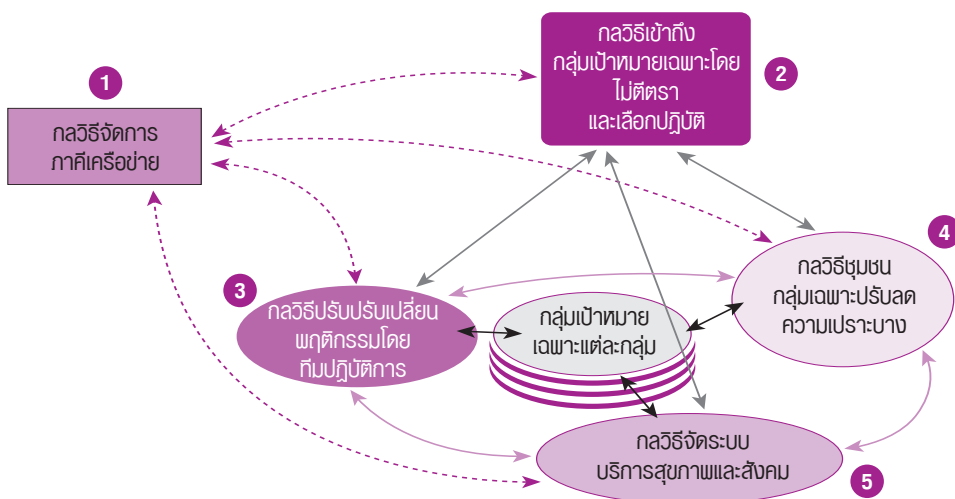 1
กลวิธีจัดการ
ภาคีเครือข่าย
กลวิธีเข้าถึง
กลุ่มเป้าหมายเฉพาะโดย
ไม่ตีตรา
และเลือกปฏิบัติ
2
3
กลวิธีปรับปรับเปลี่ยน
พฤติกรรมโดย
ทีมปฏิบัติการ
กลุ่มเป้าหมาย
เฉพาะแต่ละกลุ่ม
4
กลวิธีชุมชน
กลุ่มเฉพาะปรับลด
ความเปราะบาง
กลวิธีจัดระบบ
บริการสุขภาพและสังคม
5